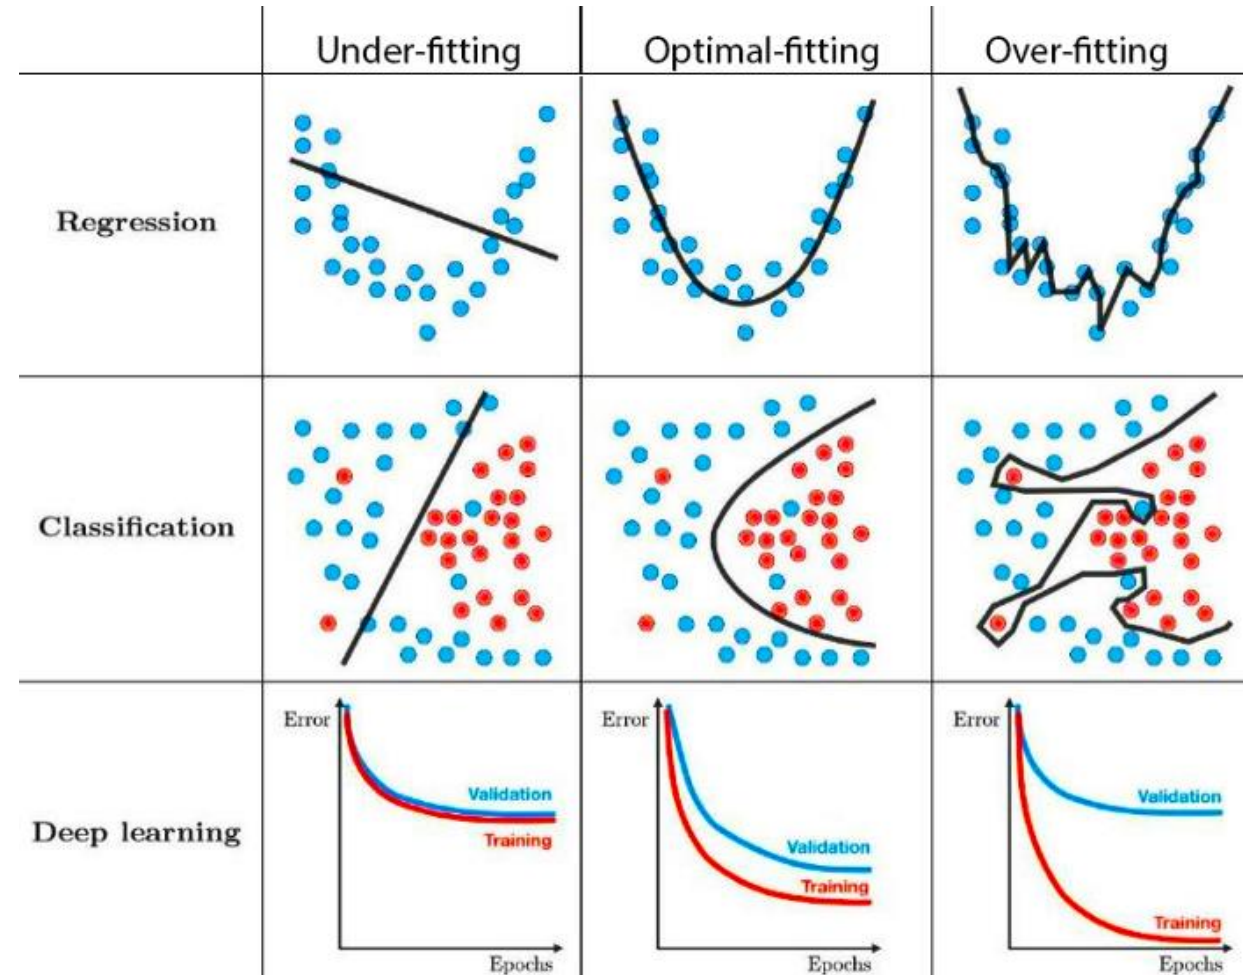 Under-fitting
Optimal-fitting
Over-fitting
Regression
Classification
Deep learning
Error
Validation
Training
Epochs
Error
Validation
Training
Epochs
Error
Validation
Training
Epochs